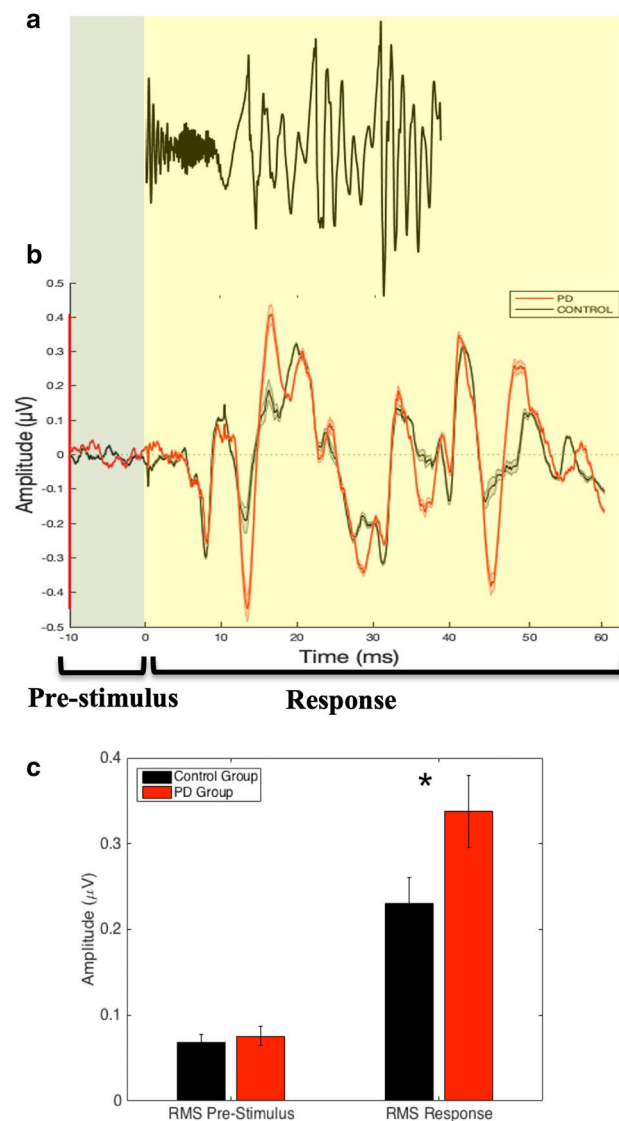 a
b
0.5
0.4
0.3
0.2
0.1
0
-0.1
-0.2
-0.3
-0.4
-0.5
Amplitude (µV)
PD
CONTROL
-10 0 10 20 30 40 50 60
Time (ms)
Pre-stimulus Response
c
0.4
0.3
0.2
0.1
0
Amplitude (µV)
Control Group
PD Group
*
RMS Pre-Stimulus RMS Response